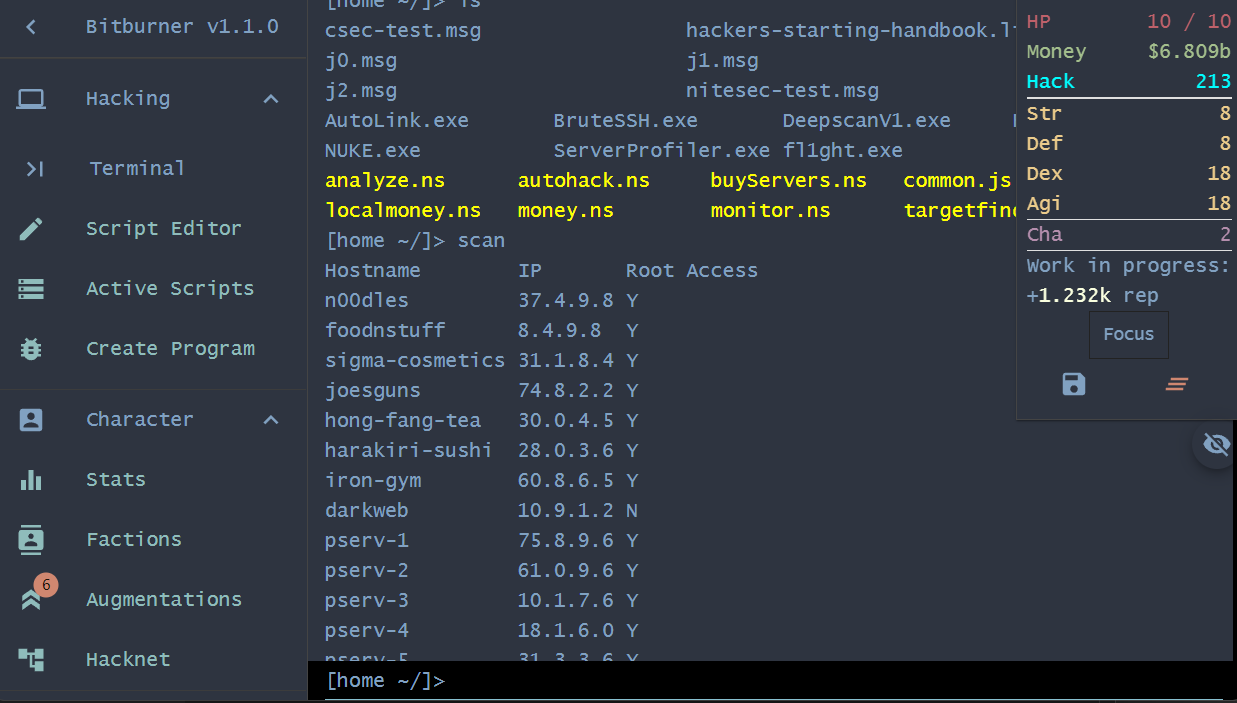 Bitburner v1.1.0
Hacking
Terminal
Script Editor
Active Scripts
Create Program
Character
Stats
Factions
6
Augmentations
Hacknet
[home ~/]> ls
csec-test.msg hackers-starting-handbook.
j0.msg j1.msg
j2.msg nitesec-test.msg
AutoLink.exe BruteSSH.exe DeepscanV1.exe
NUKE.exe ServerProfiler.exe fl1ght.exe
analyze.ns autohack.ns buyServers.ns common.js
localmoney.ns money.ns monitor.ns
[home ~/]> scan
Hostname IP Root Access
n00dles 37.4.9.8 Y
foodnstuff 8.4.9.8 Y
sigma-cosmetics 31.1.8.4 Y
joesguns 74.8.2.2 Y
hong-fang-tea 30.0.4.5 Y
harakiri-sushi 28.0.3.6 Y
iron-gym 60.8.6.5 Y
darkweb 10.9.1.2 N
pserv-1 75.8.9.6 Y
pserv-2 61.0.9.6 Y
pserv-3 10.1.7.6 Y
pserv-4 18.1.6.0 Y
pserv-5 31.3.3.6 Y
[home ~/]>
HP 10 / 10
Money $6.809b
Hack 213
Str 8
Def 8
Dex 18
Agi 18
Cha 2
Work in progress:
+1.232k rep
Focus